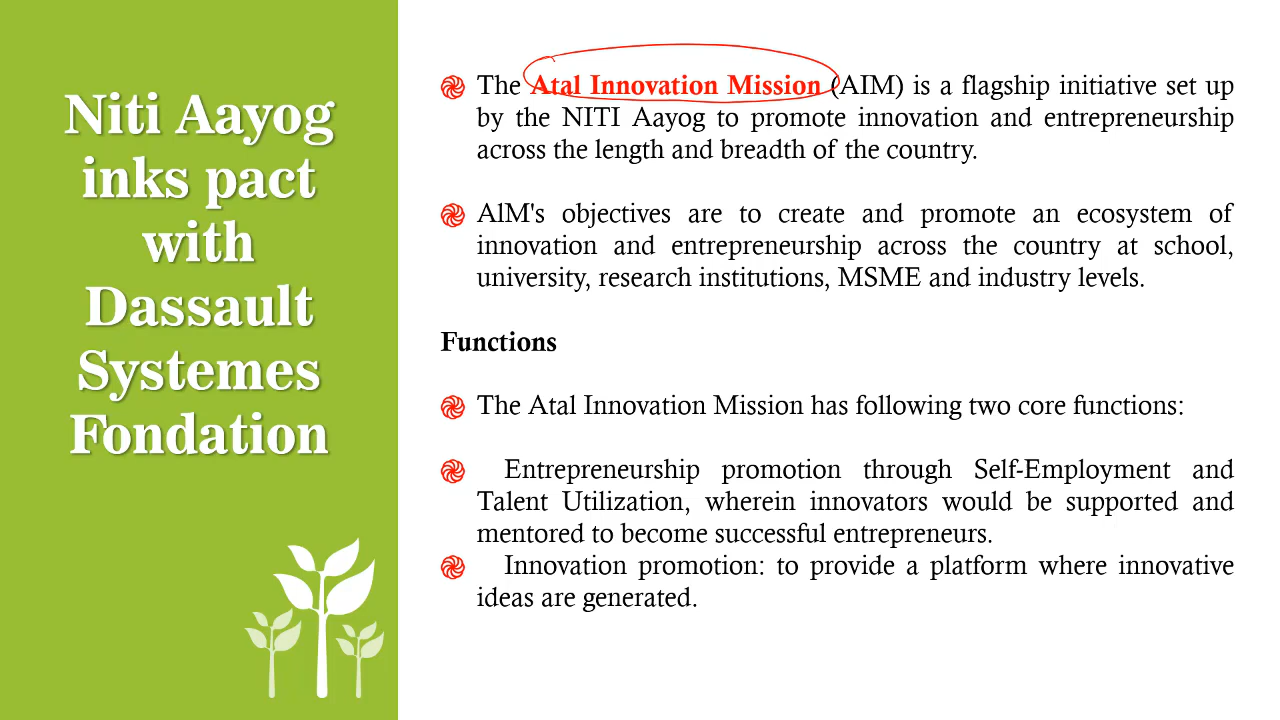 Niti Aayog
inks pact
with
Dassault
Systemes
Fondation
The Atal Innovation Mission (AIM) is a flagship initiative set up
by the NITI Aayog to promote innovation and entrepreneurship
across the length and breadth of the country.
AlM's objectives are to create and promote an ecosystem of
innovation and entrepreneurship across the country at school,
university, research institutions, MSME and industry levels.
Functions
The Atal Innovation Mission has following two core functions:
Entrepreneurship promotion through Self-Employment and
Talent Utilization, wherein innovators would be supported and
mentored to become successful entrepreneurs.
Innovation promotion: to provide a platform where innovative
ideas are generated.